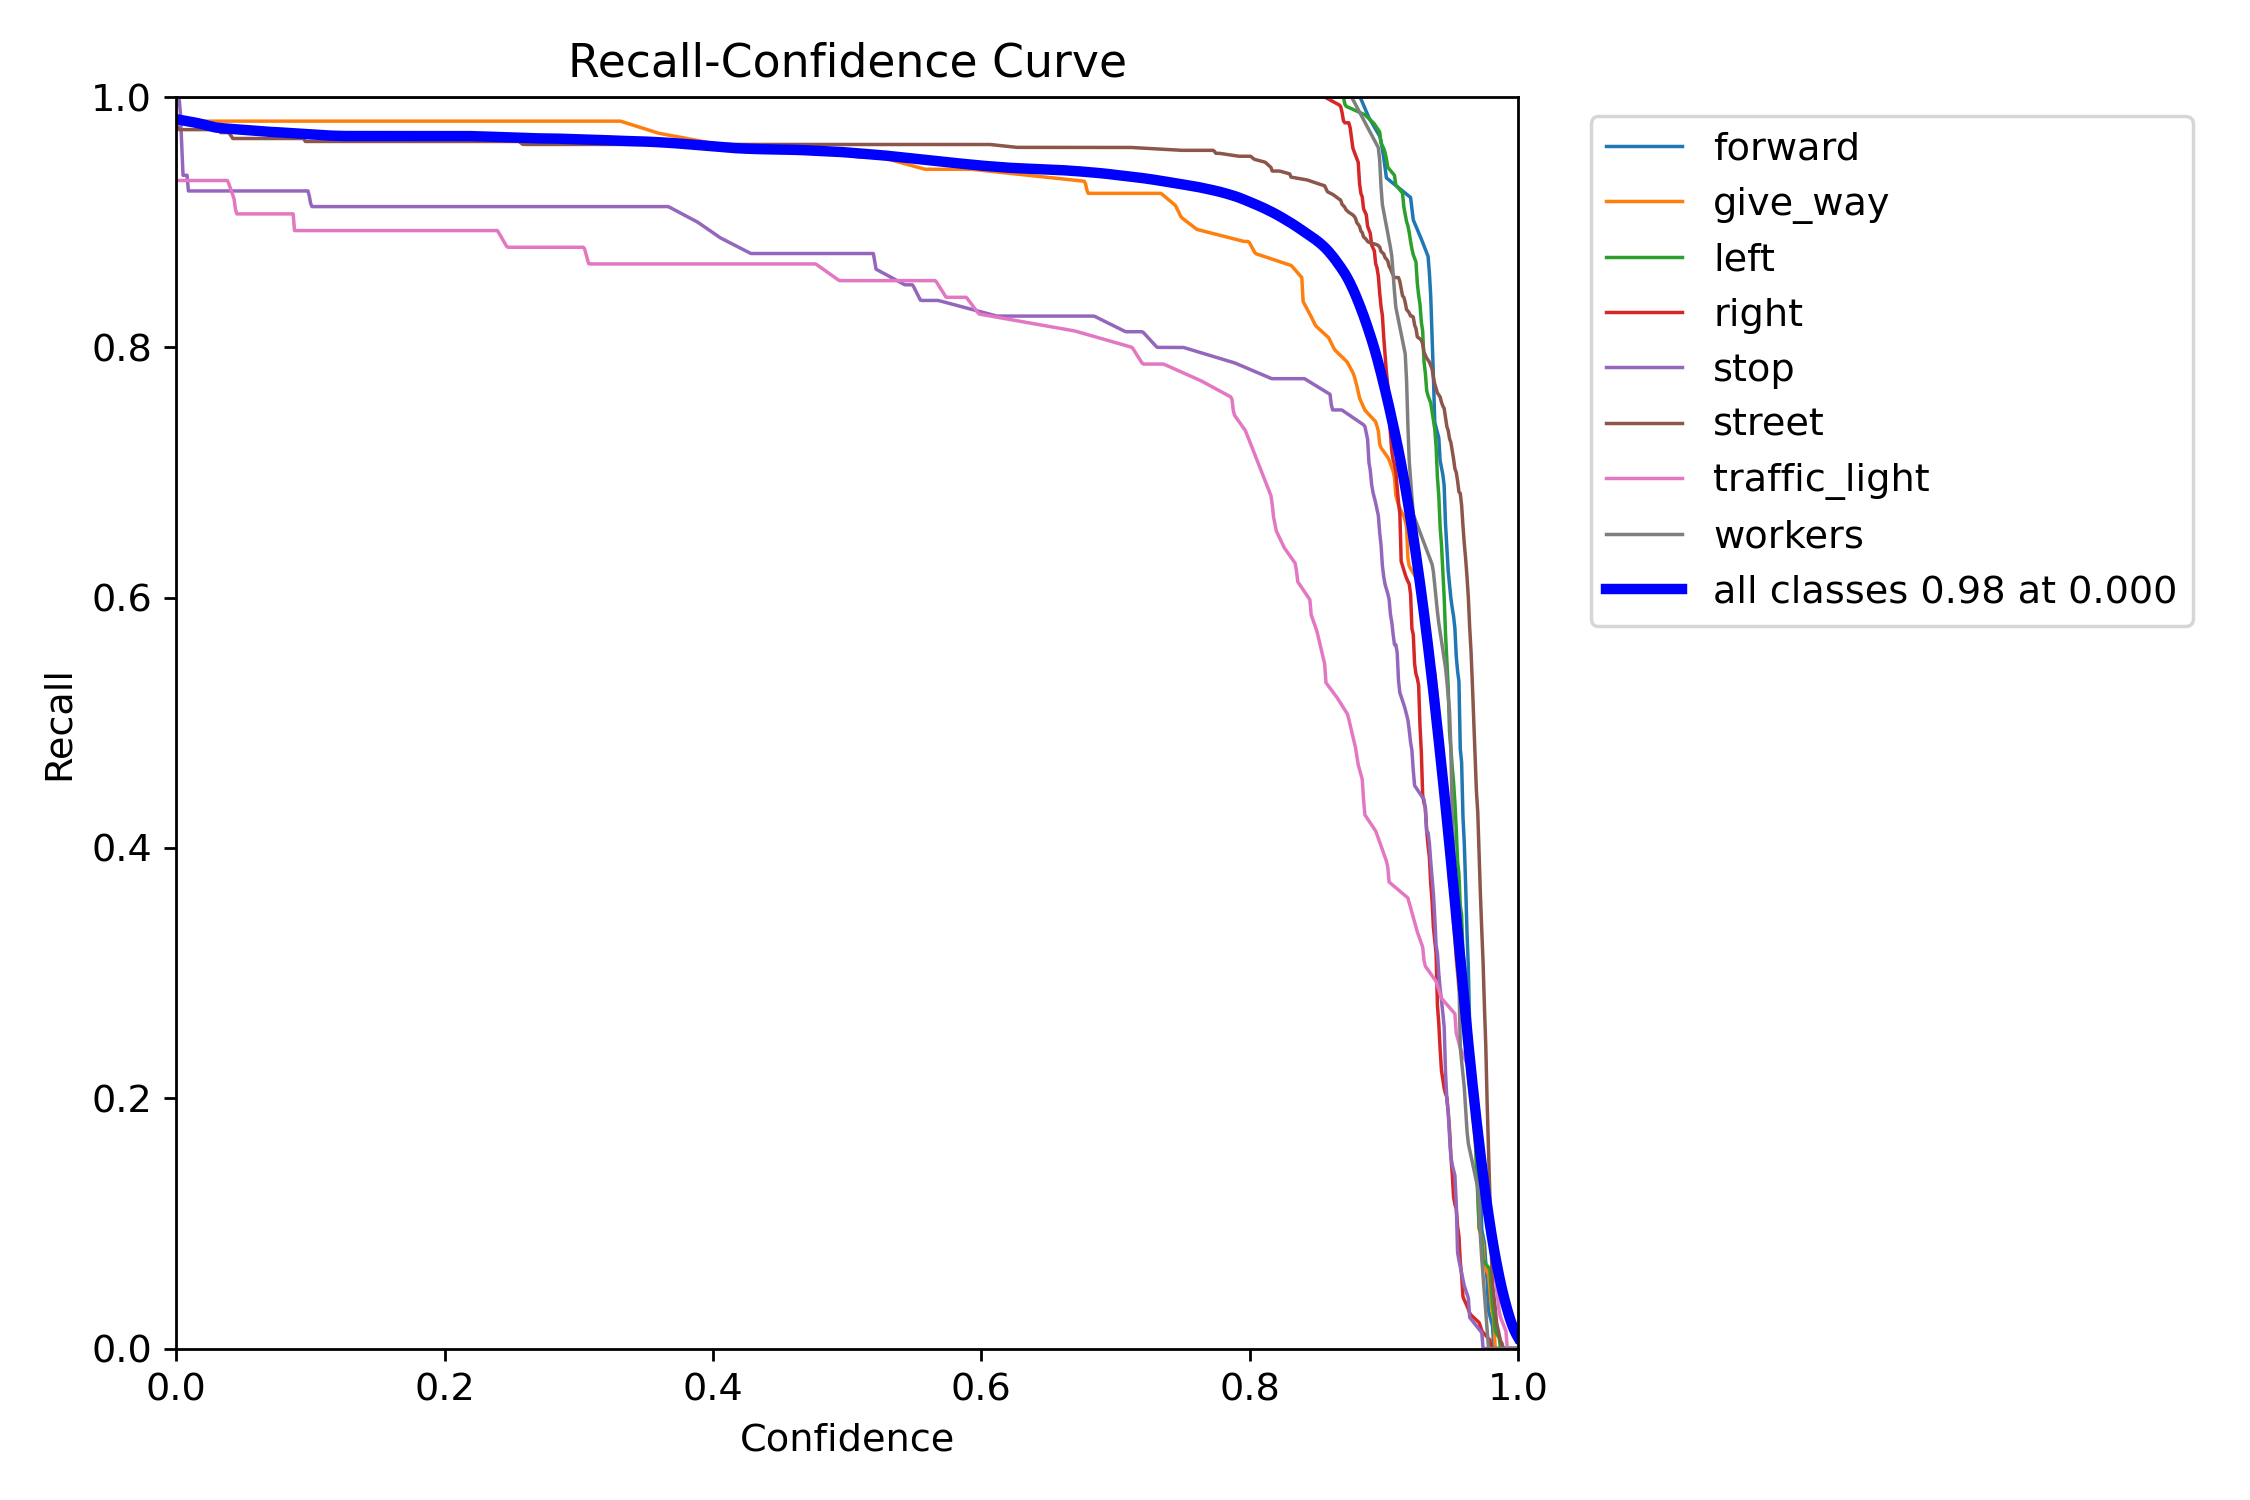 Recall-Confidence Curve
1.0
0.8
0.6
0.4
0.2
0.0
Recall
0.0 0.2 0.4 0.6 0.8 1.0
Confidence
forward
give_way
left
right
stop
street
traffic_light
workers
all classes 0.98 at 0.000